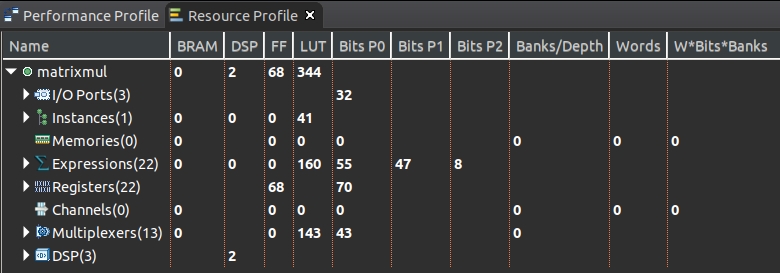 Performance Profile Resource Profile
Name BRAM DSP FF LUT Bits P0 Bits P1 Bits P2 Banks/Depth Words W*Bits*Banks
matrixmul 0 2 68 344
I/O Ports(3) 32
Instances(1) 0 0 0 41
Memories(0) 0 0 0 0 0 0 0
Expressions(22) 0 0 0 160 55 47 8
Registers(22) 68 70
Channels(0) 0 0 0 0 0 0 0
Multiplexers(13) 0 0 143 43 0
DSP(3) 2